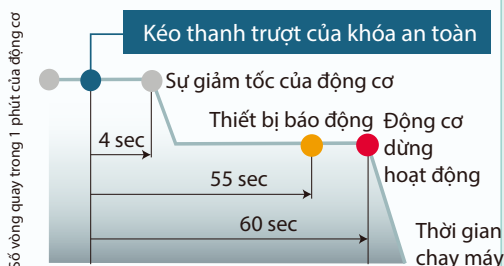 Kéo thanh trượt của khóa an toàn
Sự giảm tốc của động cơ
Thiết bị báo động
Động cơ
dừng
hoạt động
4 sec
55 sec
60 sec
Thời gian
chạy máy
Số vòng quay trong 1 phút của động cơ